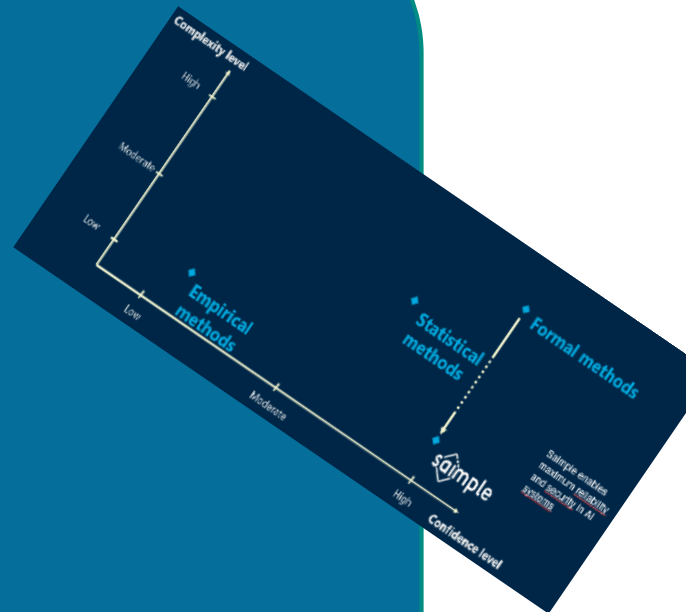 Complexity level
High
Moderate
Low
Empirical
methods
Statistical
methods
Formal methods
saimple
Saimple enables
maximum reliability
and security in AI
systems
Low
Moderate
High
Confidence level